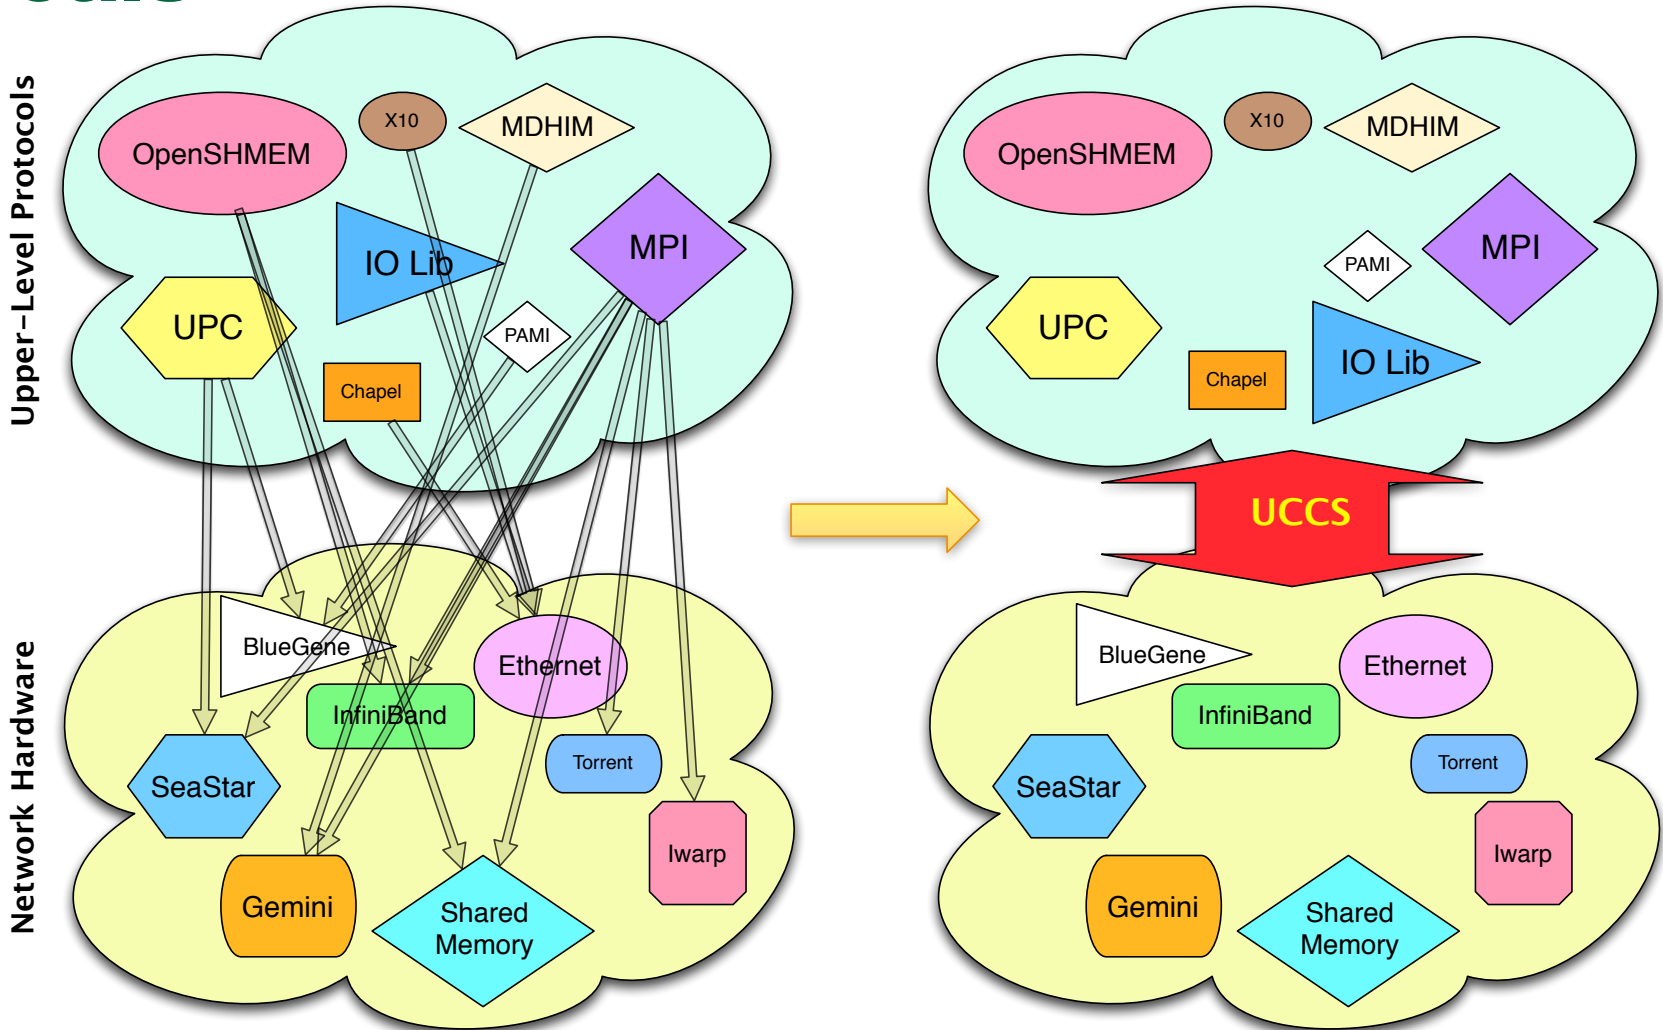 Upper-Level Protocols
OpenSHMEM
X10
MDHIM
IO Lib
MPI
UPC
PAMI
Chapel
Network Hardware
BlueGene
Ethernet
InfiniBand
SeaStar
Torrent
Iwarp
Gemini
Shared
Memory
OpenSHMEM
X10
MDHIM
MPI
PAMI
UPC
IO Lib
Chapel
UCCS
BlueGene
Ethernet
InfiniBand
SeaStar
Torrent
Iwarp
Gemini
Shared
Memory